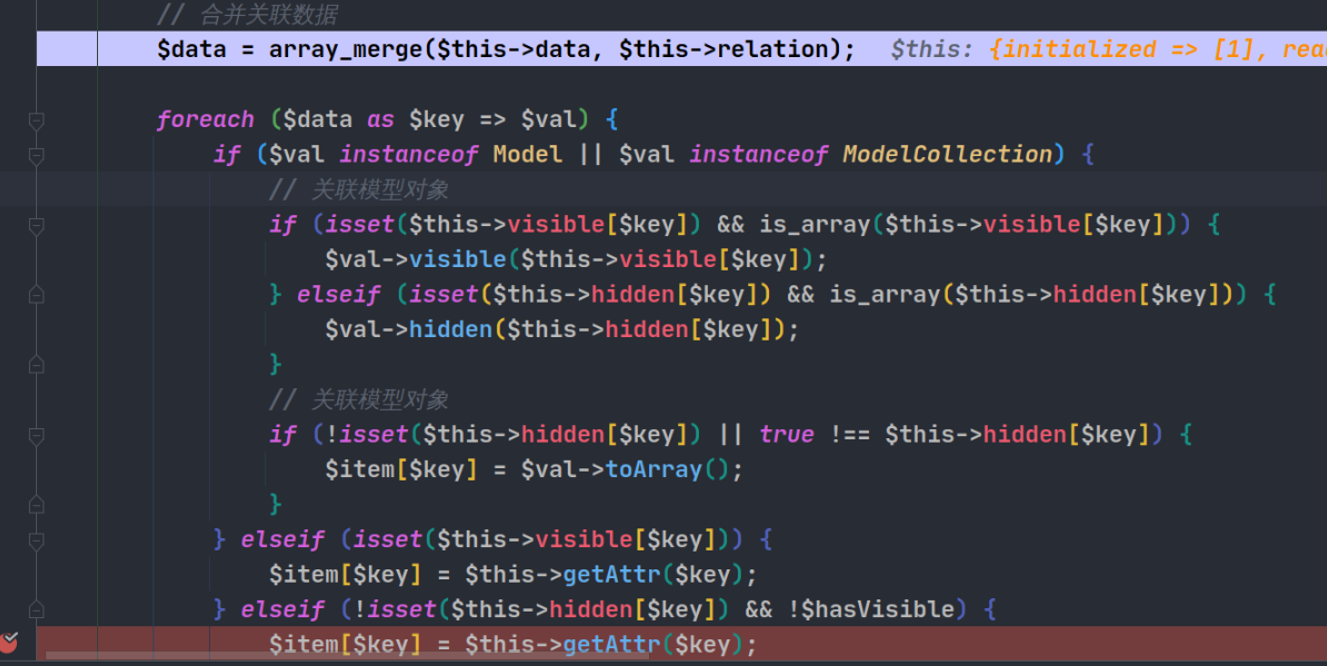 // 合并关联数据
$data = array_merge($this->data, $this->relation);   $this: {initialized => [1], rea
foreach ($data as $key => $val) {
if ($val instanceof Model || $val instanceof ModelCollection) {
// 关联模型对象
if (isset($this->visible[$key]) && is_array($this->visible[$key])) {
$val->visible($this->visible[$key]);
} elseif (isset($this->hidden[$key]) && is_array($this->hidden[$key])) {
$val->hidden($this->hidden[$key]);
}
// 关联模型对象
if (!isset($this->hidden[$key]) || true !== $this->hidden[$key]) {
$item[$key] = $val->toArray();
}
} elseif (isset($this->visible[$key])) {
$item[$key] = $this->getAttr($key);
} elseif (!isset($this->hidden[$key]) && !$hasVisible) {
$item[$key] = $this->getAttr($key);